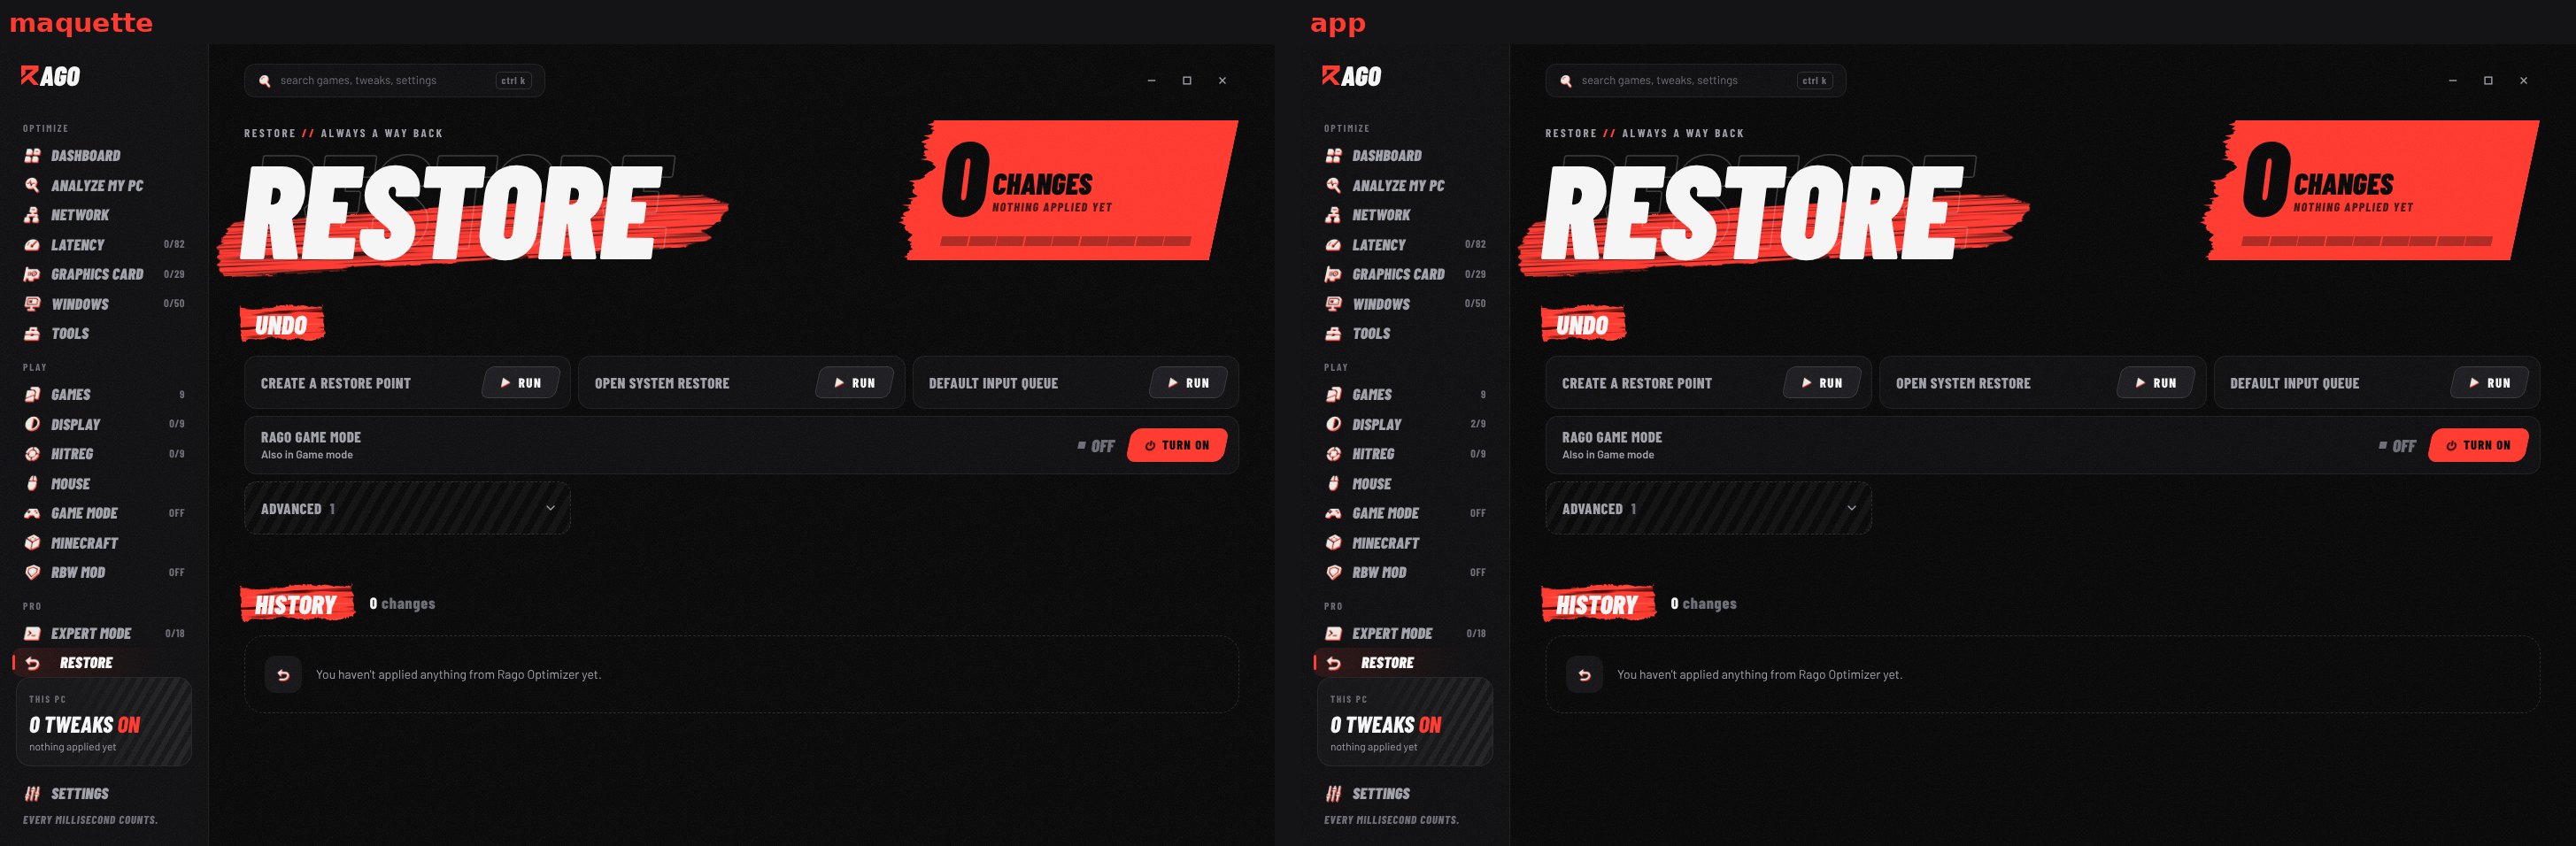 maquette
RAGO
search games, tweaks, settings ctrl k
OPTIMIZE
DASHBOARD
ANALYZE MY PC
NETWORK
LATENCY 0/82
GRAPHICS CARD 0/29
WINDOWS 0/50
TOOLS
PLAY
GAMES 9
DISPLAY 0/9
HITREG 0/9
MOUSE
GAME MODE OFF
MINECRAFT
RBW MOD OFF
PRO
EXPERT MODE 0/18
RESTORE
THIS PC
0 TWEAKS ON
nothing applied yet
SETTINGS
EVERY MILLISECOND COUNTS.
RESTORE // ALWAYS A WAY BACK
RESTORE
RESTORE
0 CHANGES
NOTHING APPLIED YET
UNDO
CREATE A RESTORE POINT RUN
OPEN SYSTEM RESTORE RUN
DEFAULT INPUT QUEUE RUN
RAGO GAME MODE
Also in Game mode
OFF TURN ON
ADVANCED 1
HISTORY 0 changes
You haven't applied anything from Rago Optimizer yet.
app
RAGO
search games, tweaks, settings ctrl k
OPTIMIZE
DASHBOARD
ANALYZE MY PC
NETWORK
LATENCY 0/82
GRAPHICS CARD 0/29
WINDOWS 0/50
TOOLS
PLAY
GAMES 9
DISPLAY 2/9
HITREG 0/9
MOUSE
GAME MODE OFF
MINECRAFT
RBW MOD OFF
PRO
EXPERT MODE 0/18
RESTORE
THIS PC
0 TWEAKS ON
nothing applied yet
SETTINGS
EVERY MILLISECOND COUNTS.
RESTORE // ALWAYS A WAY BACK
RESTORE
RESTORE
0 CHANGES
NOTHING APPLIED YET
UNDO
CREATE A RESTORE POINT RUN
OPEN SYSTEM RESTORE RUN
DEFAULT INPUT QUEUE RUN
RAGO GAME MODE
Also in Game mode
OFF TURN ON
ADVANCED 1
HISTORY 0 changes
You haven't applied anything from Rago Optimizer yet.